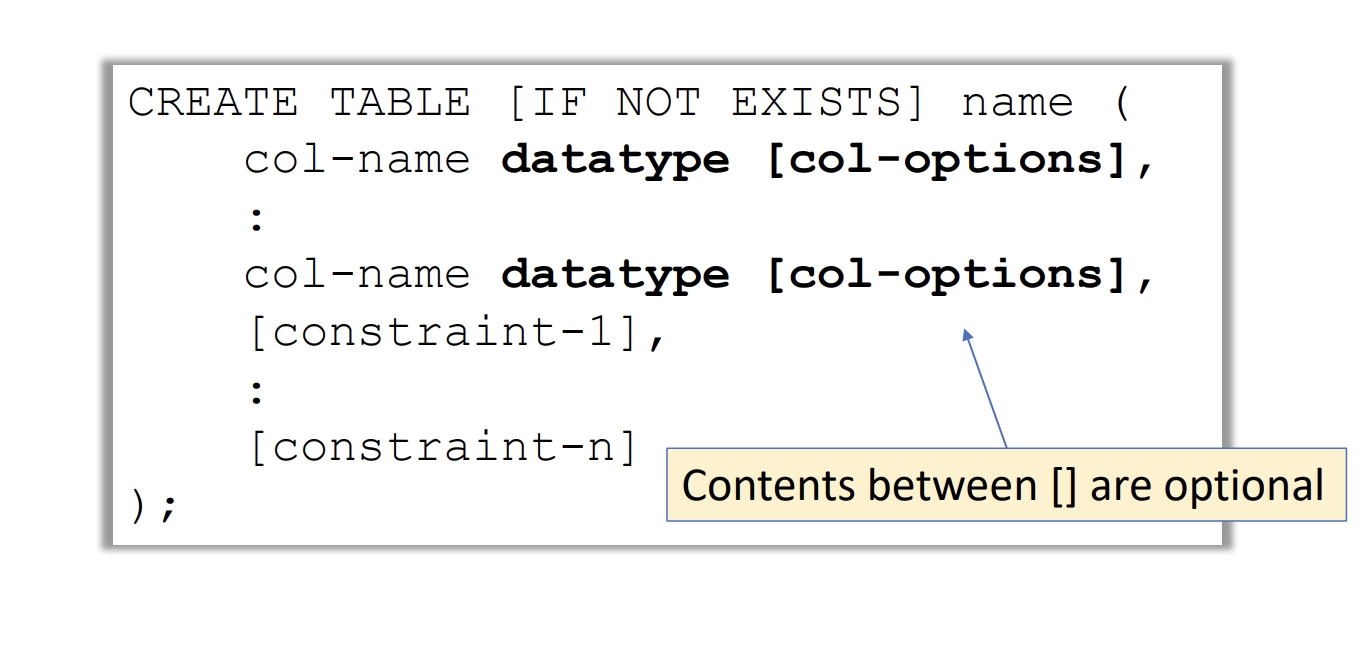 CREATE TABLE [IF NOT EXISTS] name (
col-name datatype [col-options],
:
col-name datatype [col-options],
[constraint-1],
:
[constraint-n]
Contents between [] are optional
);